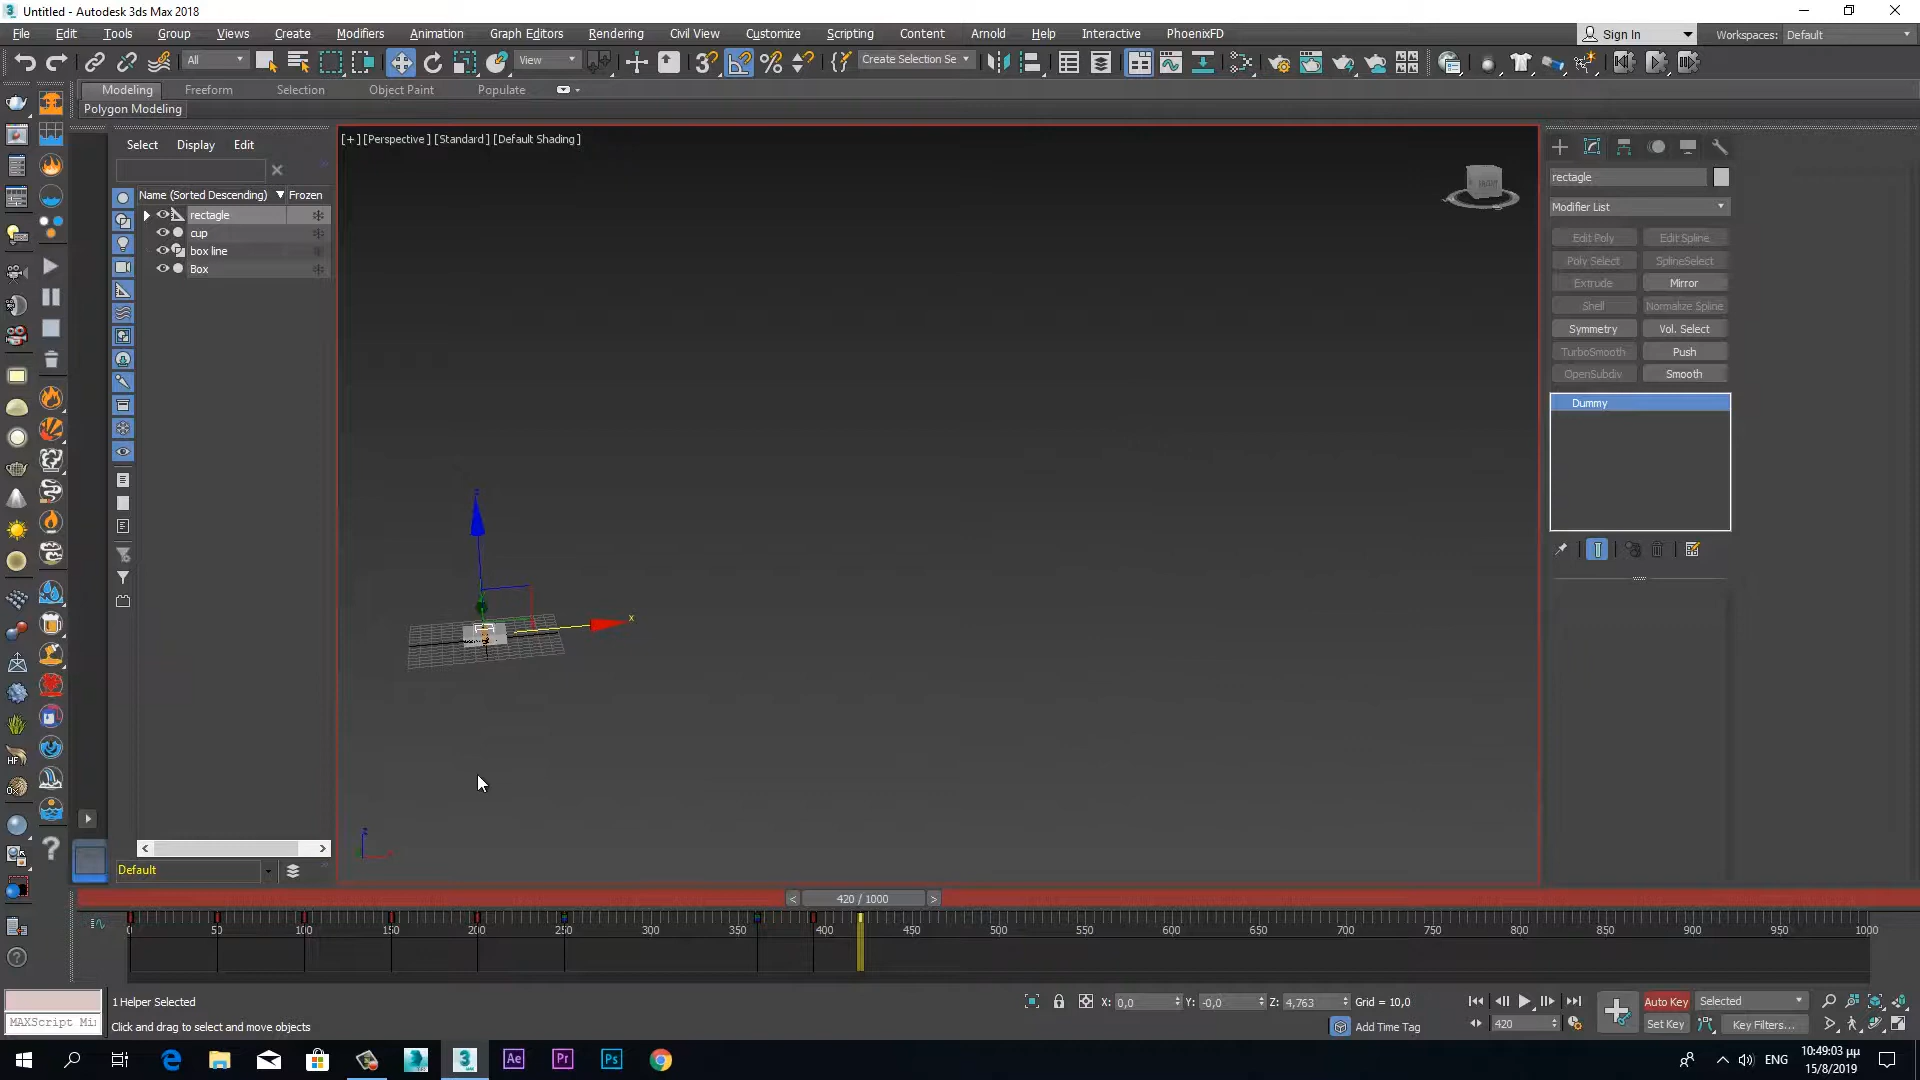 Untitled - Autodesk 3ds Max 2018
File Edit Tools Group Views Create Modifiers Animation Graph Editors Rendering Civil View Customize Scripting Content Arnold Help Interactive PhoenixFD Sign In Workspaces: Default
All View Create Selection Se
Modeling Freeform Selection Object Paint Populate
Polygon Modeling
Select Display Edit
[+] [Perspective] [Standard] [Default Shading]
Name (Sorted Descending) Frozen
rectagle
cup
box line
Box
rectagle
Modifier List
Edit Poly Edit Spline
Poly Select SplineSelect
Extrude Mirror
Shell Normalize Spline
Symmetry Vol. Select
TurboSmooth Push
OpenSubdiv Smooth
Dummy
HF
z
x
z
Default
< 420 / 1000 >
0 50 100 150 200 250 300 350 400 450 500 550 600 650 700 750 800 850 900 950 1000
1 Helper Selected X: 0,0 Y: -0,0 Z: 4,763 Grid = 10,0 Auto Key Selected
MAXScript Mi Click and drag to select and move objects Add Time Tag 420 Set Key Key Filters...
Ae Pr Ps ENG 10:49:03 μμ
15/8/2019